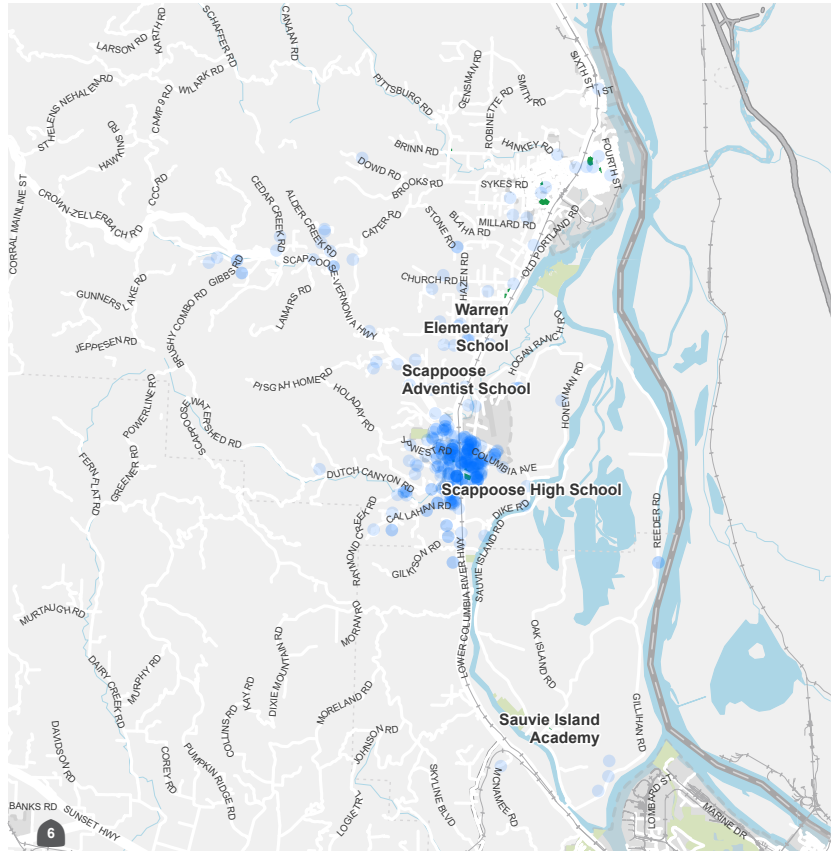 LARSON RD
KARTH RD
SCHAFFER RD
CANAAN RD
SIXTH ST
ST
ST HELENS NEHALEM RD
CAMP 9 RD
WILARK RD
PITTSBURG RD
GENSMAN RD
ROBINETTE RD
SMITH RD
HAWKINS RD
BRINN RD
HANKEY RD
FOURTH ST
DOWD RD
BROOKS RD
SYKES RD
CCC RD
CEDAR CREEK RD
ALDER CREEK RD
CORRAL MAINLINE ST
CATER RD
STONE RD
BLAHA RD
MILLARD RD
OLD PORTLAND RD
GIBBS RD
SCAPPOOSE-VERNONIA HWY
GUNNERS LAKE RD
BRUSHY COMBO RD
LAMARS RD
CHURCH RD
HAZEN RD
Warren
Elementary
School
JEPPESEN RD
HOGAN RANCH RD
Scappoose
Adventist School
PISGAH HOME RD
HOLADAY RD
HONEYMAN RD
POWERLINE RD
WATERSHED RD
SCAPPOOSE
JP WEST RD
COLUMBIA AVE
FERN FLAT RD
GREENER RD
DUTCH CANYON RD
Scappoose High School
CALLAHAN RD
DIKE RD
REEDER RD
RAYMOND CREEK RD
GILKISON RD
SAUVIE ISLAND RD
LOWER COLUMBIA RIVER HWY
MURTAUGH RD
MORAN RD
OAK ISLAND RD
DAIRY CREEK RD
MURPHY RD
KAY RD
DIXIE MOUNTAIN RD
MORELAND RD
GILLIHAN RD
Sauvie Island
Academy
DAVIDSON RD
COLLINS RD
JOHNSON RD
COREY RD
PUMPKIN RIDGE RD
SKYLINE BLVD
MCNAMEE RD
LOMBARD ST
MARINE DR
BANKS RD
SUNSET HWY
6